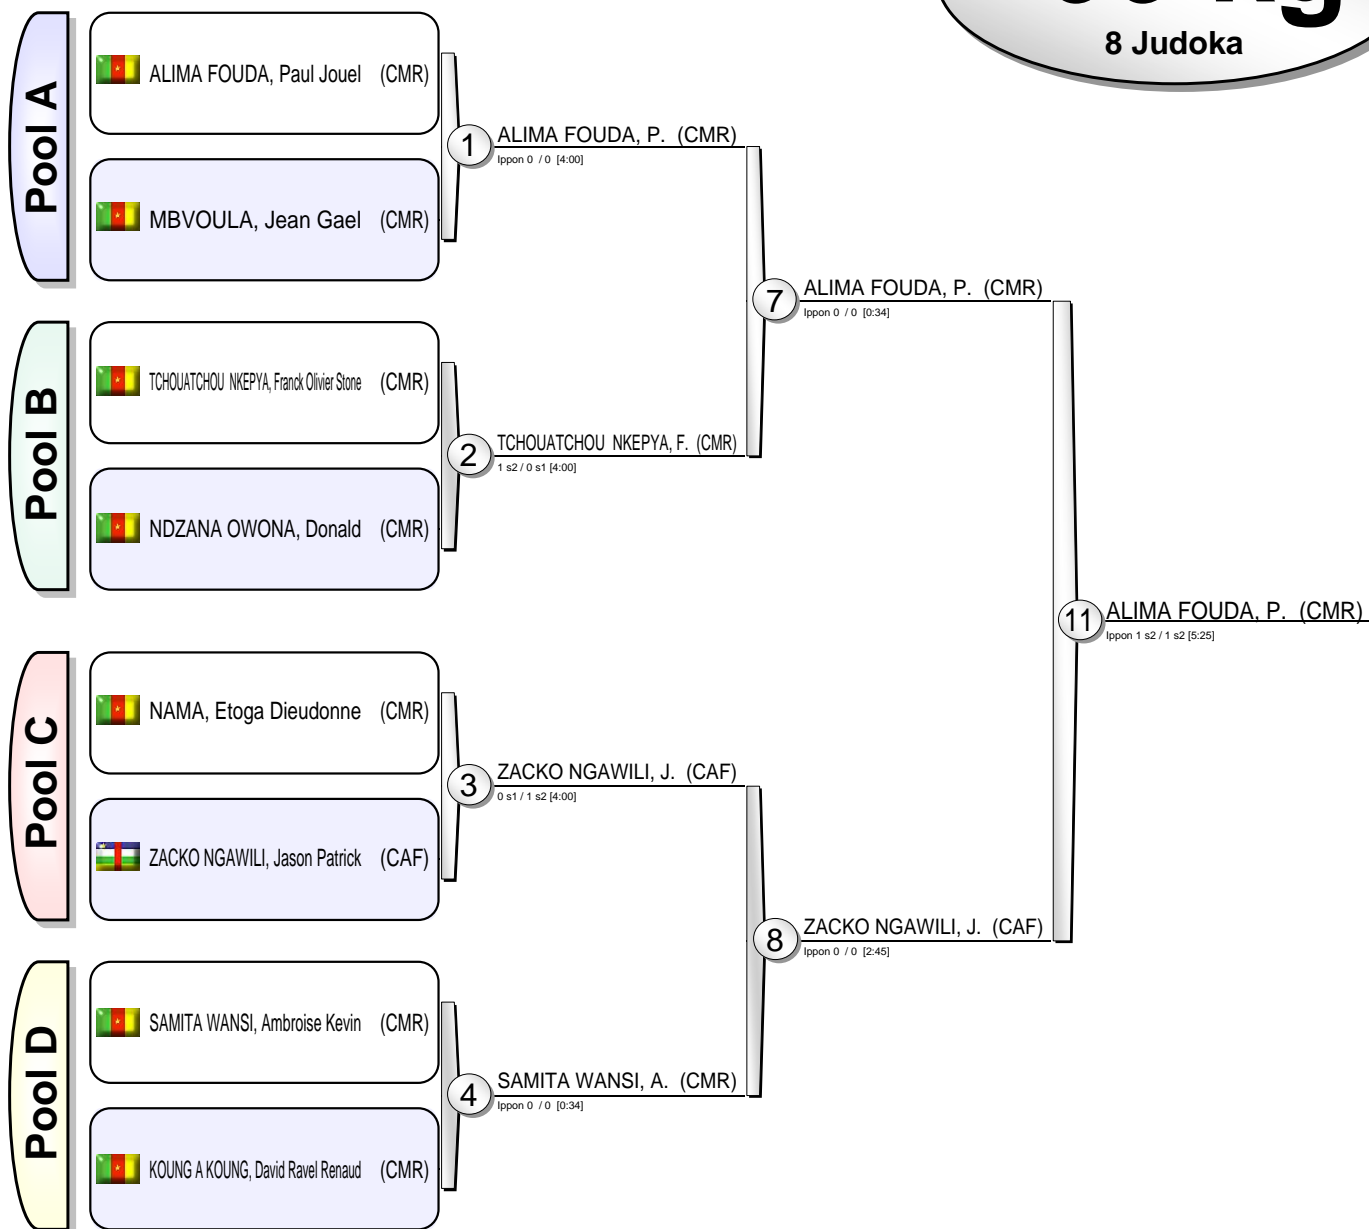 8 Judoka
Pool A
ALIMA FOUDA, Paul Jouel (CMR)
MBVOULA, Jean Gael (CMR)
1
ALIMA FOUDA, P. (CMR)
Ippon 0 / 0 [4:00]
Pool B
TCHOUATCHOU NKEPYA, Franck Olivier Stone (CMR)
NDZANA OWONA, Donald (CMR)
2
TCHOUATCHOU NKEPYA, F. (CMR)
1 s2 / 0 s1 [4:00]
7
ALIMA FOUDA, P. (CMR)
Ippon 0 / 0 [0:34]
Pool C
NAMA, Etoga Dieudonne (CMR)
ZACKO NGAWILI, Jason Patrick (CAF)
3
ZACKO NGAWILI, J. (CAF)
0 s1 / 1 s2 [4:00]
Pool D
SAMITA WANSI, Ambroise Kevin (CMR)
KOUNG A KOUNG, David Ravel Renaud (CMR)
4
SAMITA WANSI, A. (CMR)
Ippon 0 / 0 [0:34]
8
ZACKO NGAWILI, J. (CAF)
Ippon 0 / 0 [2:45]
11
ALIMA FOUDA, P. (CMR)
Ippon 1 s2 / 1 s2 [5:25]